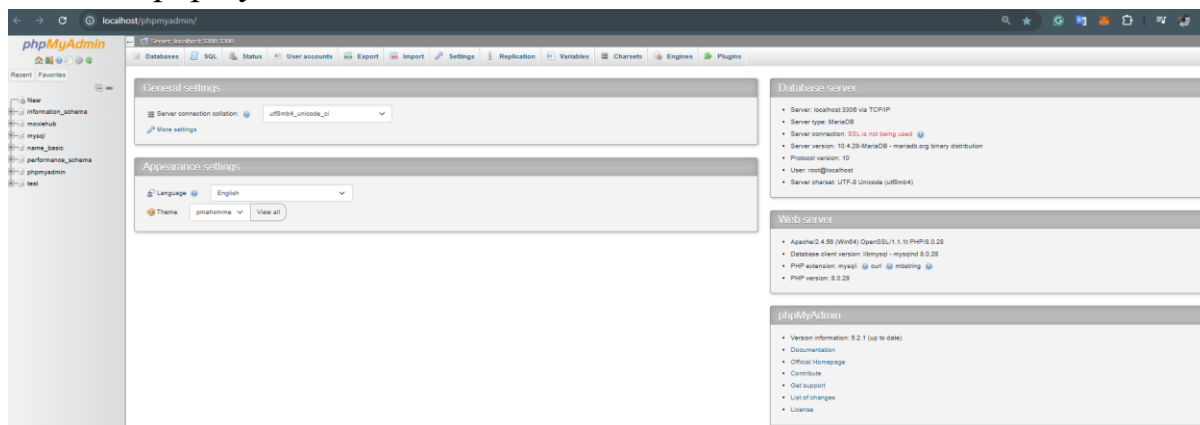 localhost/phpmyadmin/
phpMyAdmin
Recent Favorites
New
information_schema
moviehub
mysql
name_basic
performance_schema
phpmyadmin
test
Server: localhost:3306:3306
Databases SQL Status User accounts Export Import Settings Replication Variables Charsets Engines Plugins
General settings
Server connection collation: utf8mb4_unicode_ci
More settings
Appearance settings
Language English
Theme pmahomme View all
Database server
• Server: localhost:3306 via TCP/IP
• Server type: MariaDB
• Server connection: SSL is not being used
• Server version: 10.4.28-MariaDB - mariadb.org binary distribution
• Protocol version: 10
• User: root@localhost
• Server charset: UTF-8 Unicode (utf8mb4)
Web server
• Apache/2.4.56 (Win64) OpenSSL/1.1.1t PHP/8.0.28
• Database client version: libmysql - mysqlnd 8.0.28
• PHP extension: mysqli curl mbstring
• PHP version: 8.0.28
phpMyAdmin
• Version information: 5.2.1 (up to date)
• Documentation
• Official Homepage
• Contribute
• Get support
• List of changes
• License